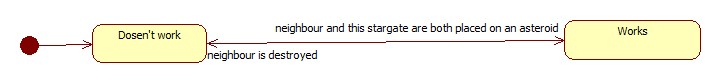 neighbour and this stargate are both placed on an asteroid
Dosen't work
Works
neighbour is destroyed